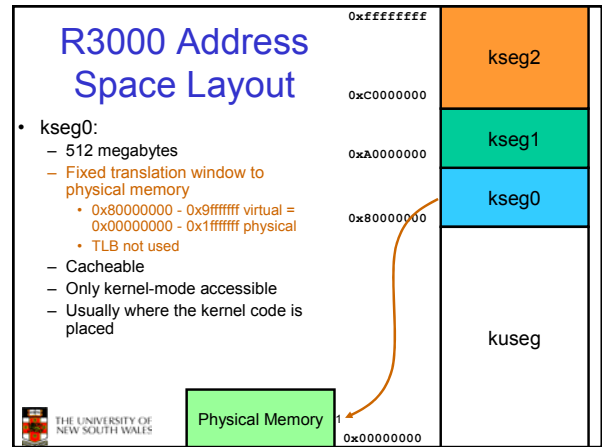 R3000 Address
Space Layout
• kseg0:
– 512 megabytes
– Fixed translation window to
physical memory
• 0x80000000 - 0x9fffffff virtual =
0x00000000 - 0x1fffffff physical
• TLB not used
– Cacheable
– Only kernel-mode accessible
– Usually where the kernel code is
placed
0xffffffff
kseg2
0xC0000000
kseg1
0xA0000000
kseg0
0x80000000
kuseg
Physical Memory
1
0x00000000
THE UNIVERSITY OF
NEW SOUTH WALES